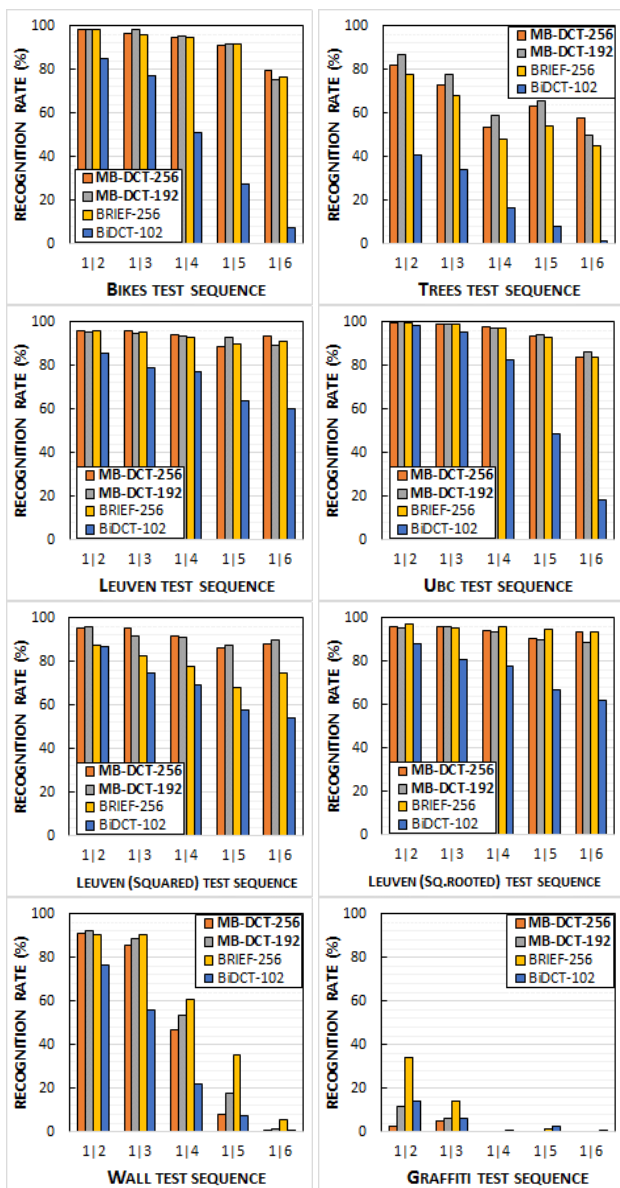 RECOGNITION RATE (%)
100
80
60
40
20
0
MB-DCT-256
MB-DCT-192
BRIEF-256
BiDCT-102
1|2 1|3 1|4 1|5 1|6
BIKES TEST SEQUENCE
RECOGNITION RATE (%)
100
80
60
40
20
0
MB-DCT-256
MB-DCT-192
BRIEF-256
BiDCT-102
1|2 1|3 1|4 1|5 1|6
TREES TEST SEQUENCE
RECOGNITION RATE (%)
100
80
60
40
20
0
MB-DCT-256
MB-DCT-192
BRIEF-256
BiDCT-102
1|2 1|3 1|4 1|5 1|6
LEUVEN TEST SEQUENCE
RECOGNITION RATE (%)
100
80
60
40
20
0
MB-DCT-256
MB-DCT-192
BRIEF-256
BiDCT-102
1|2 1|3 1|4 1|5 1|6
UBC TEST SEQUENCE
RECOGNITION RATE (%)
100
80
60
40
20
0
MB-DCT-256
MB-DCT-192
BRIEF-256
BiDCT-102
1|2 1|3 1|4 1|5 1|6
LEUVEN (SQUARED) TEST SEQUENCE
RECOGNITION RATE (%)
100
80
60
40
20
0
MB-DCT-256
MB-DCT-192
BRIEF-256
BiDCT-102
1|2 1|3 1|4 1|5 1|6
LEUVEN (SQ.ROOTED) TEST SEQUENCE
RECOGNITION RATE (%)
100
80
60
40
20
0
MB-DCT-256
MB-DCT-192
BRIEF-256
BiDCT-102
1|2 1|3 1|4 1|5 1|6
WALL TEST SEQUENCE
RECOGNITION RATE (%)
100
80
60
40
20
0
MB-DCT-256
MB-DCT-192
BRIEF-256
BiDCT-102
1|2 1|3 1|4 1|5 1|6
GRAFFITI TEST SEQUENCE